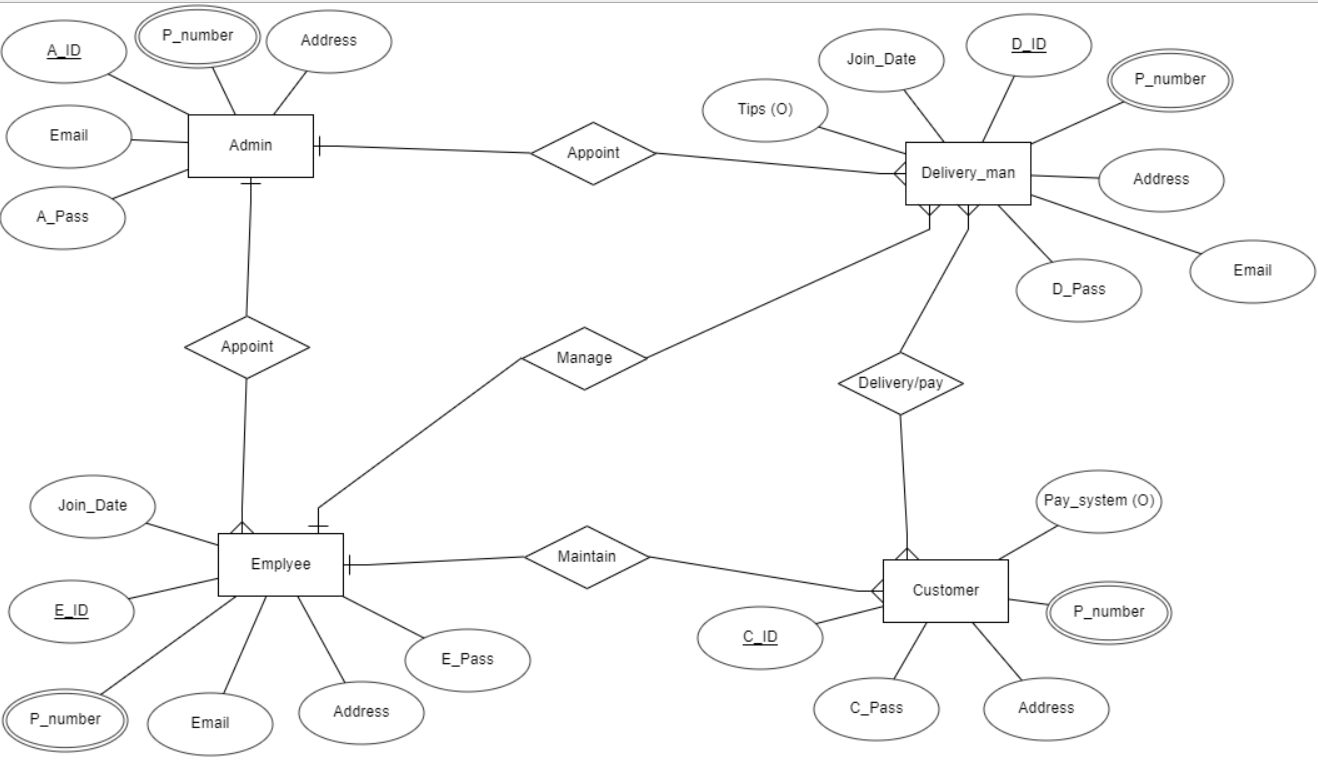 A_ID
P_number
Address
Email
Admin
A_Pass
Appoint
Tips (O)
Join_Date
D_ID
P_number
Delivery_man
Address
Email
D_Pass
Appoint
Manage
Delivery/pay
Join_Date
Emplyee
E_ID
P_number
Email
Address
E_Pass
Maintain
Pay_system (O)
Customer
P_number
C_ID
C_Pass
Address